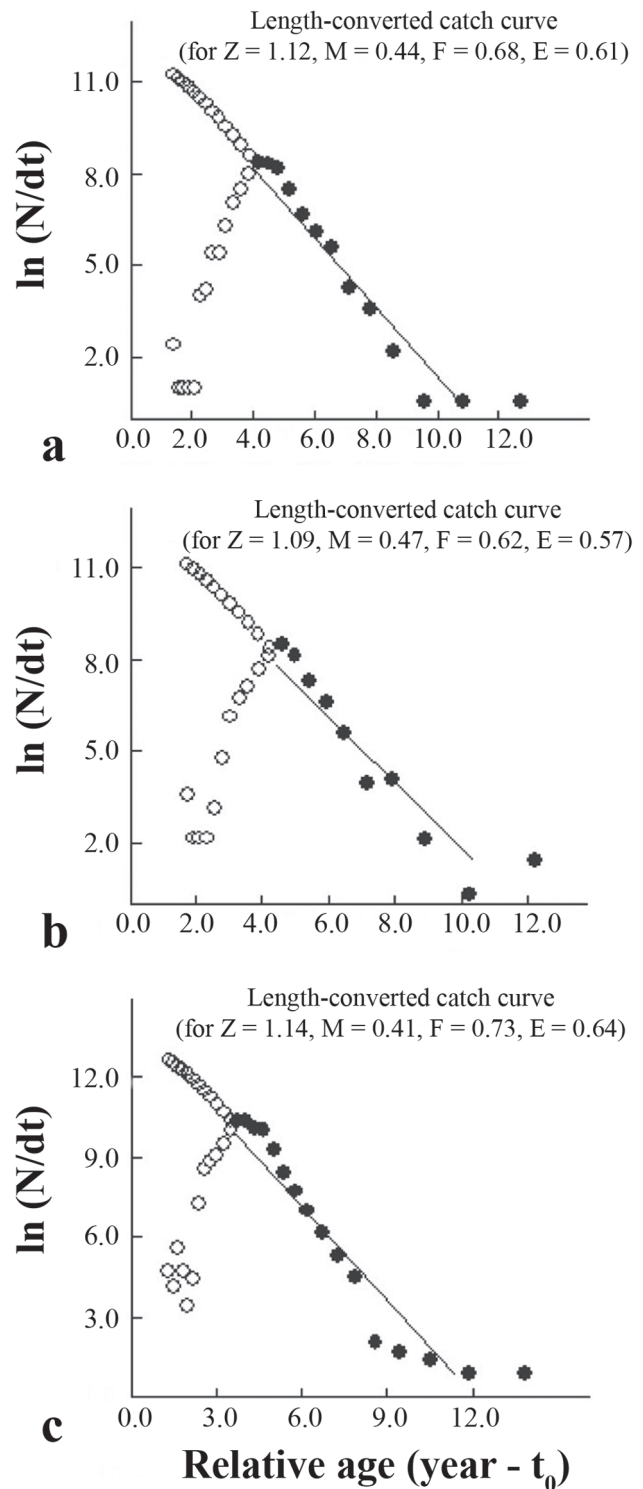 Length-converted catch curve
(for Z = 1.12, M = 0.44, F = 0.68, E = 0.61)
11.0
8.0
5.0
2.0
ln (N/dt)
0.0 2.0 4.0 6.0 8.0 10.0 12.0
a
Length-converted catch curve
(for Z = 1.09, M = 0.47, F = 0.62, E = 0.57)
11.0
8.0
5.0
2.0
ln (N/dt)
0.0 2.0 4.0 6.0 8.0 10.0 12.0
b
Length-converted catch curve
(for Z = 1.14, M = 0.41, F = 0.73, E = 0.64)
12.0
9.0
6.0
3.0
ln (N/dt)
0.0 3.0 6.0 9.0 12.0
c
Relative age (year - t₀)